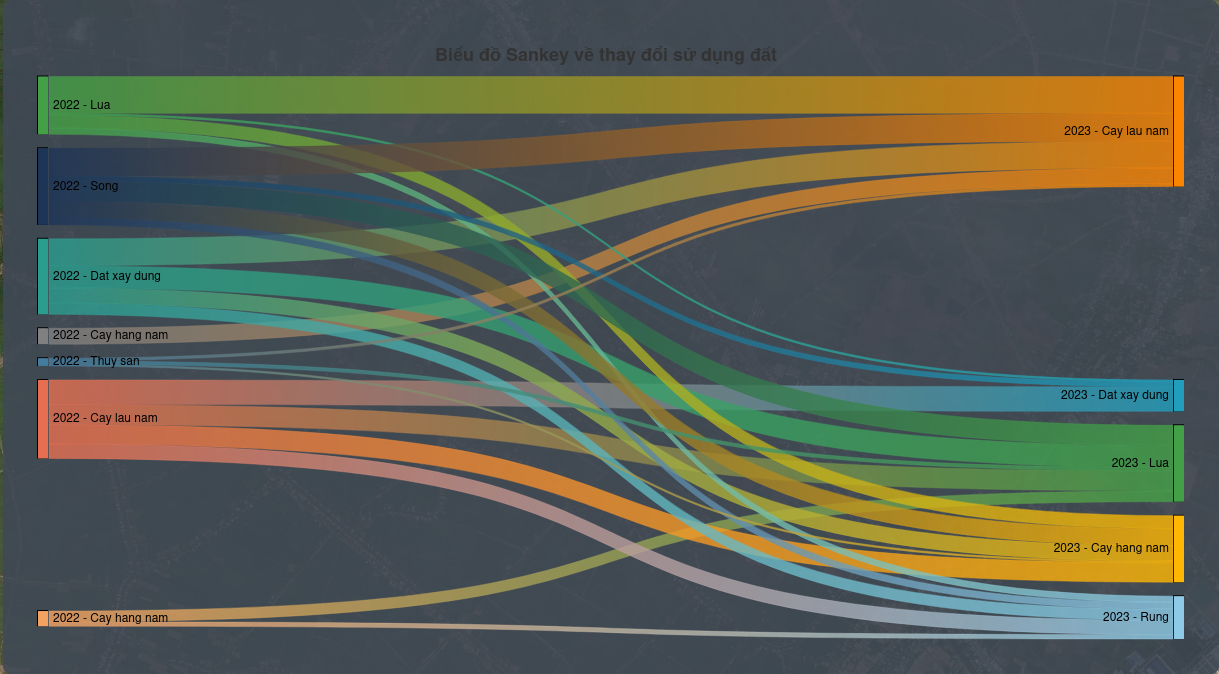 Biểu đồ Sankey về thay đổi sử dụng đất
2022 - Lua
2023 - Cay lau nam
2022 - Song
2022 - Dat xay dung
2022 - Cay hang nam
2022 - Thuy san
2023 - Dat xay dung
2022 - Cay lau nam
2023 - Lua
2023 - Cay hang nam
2022 - Cay hang nam
2023 - Rung